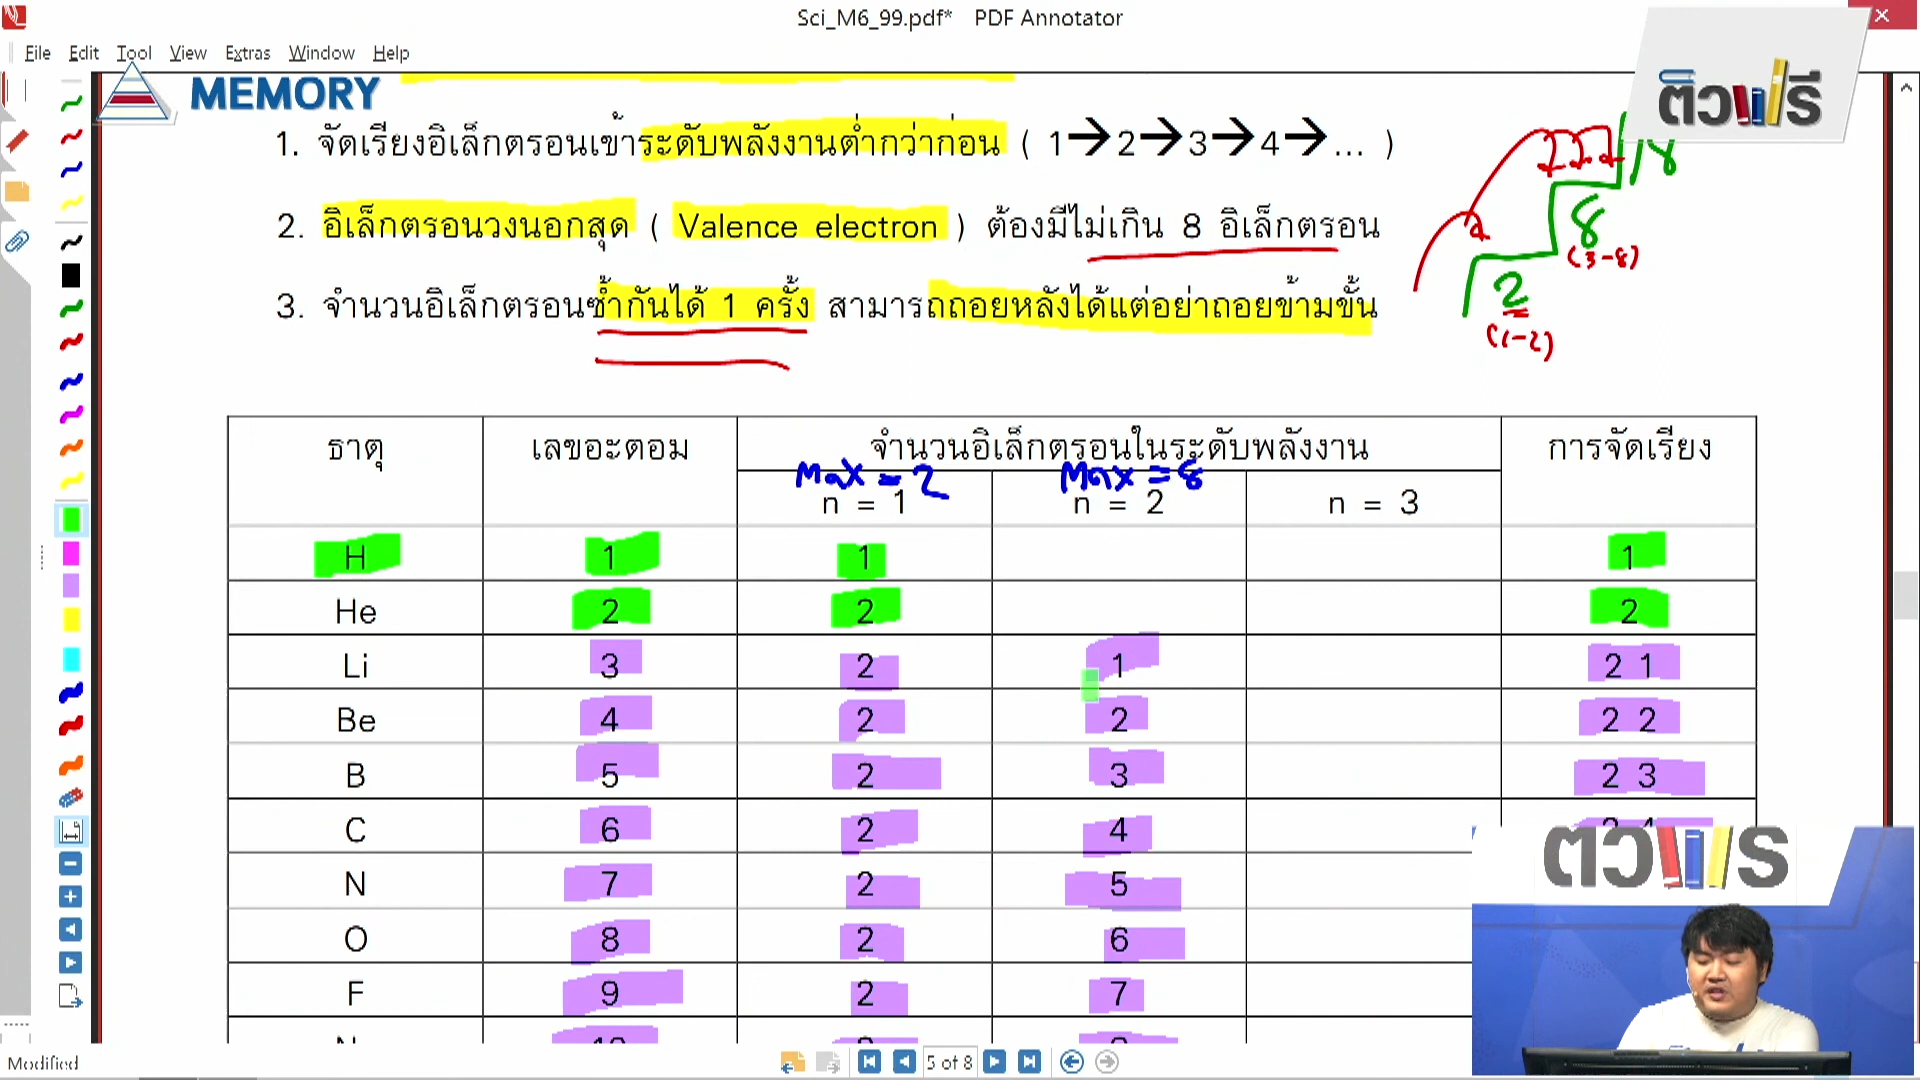 Sci_M6_99.pdf* PDF Annotator
File Edit Tool View Extras Window Help
ติวฟรี
MEMORY
1. จัดเรียงอิเล็กตรอนเข้าระดับพลังงานต่ำกว่าก่อน ( 1→2→3→4→... )
2 2 2 18
2. อิเล็กตรอนวงนอกสุด ( Valence electron ) ต้องมีไม่เกิน 8 อิเล็กตรอน
2 8
(3-8)
3. จำนวนอิเล็กตรอนซ้ำกันได้ 1 ครั้ง สามารถถอยหลังได้แต่อย่าถอยข้ามขั้น
2
(1-2)
ธาตุ เลขอะตอม จำนวนอิเล็กตรอนในระดับพลังงาน การจัดเรียง
Max = 2 Max = 8
n = 1 n = 2 n = 3
H 1 1 1
He 2 2 2
Li 3 2 1 2 1
Be 4 2 2 2 2
B 5 2 3 2 3
C 6 2 4
N 7 2 5
O 8 2 6
F 9 2 7
ติวฟรี
Modified
5 of 8